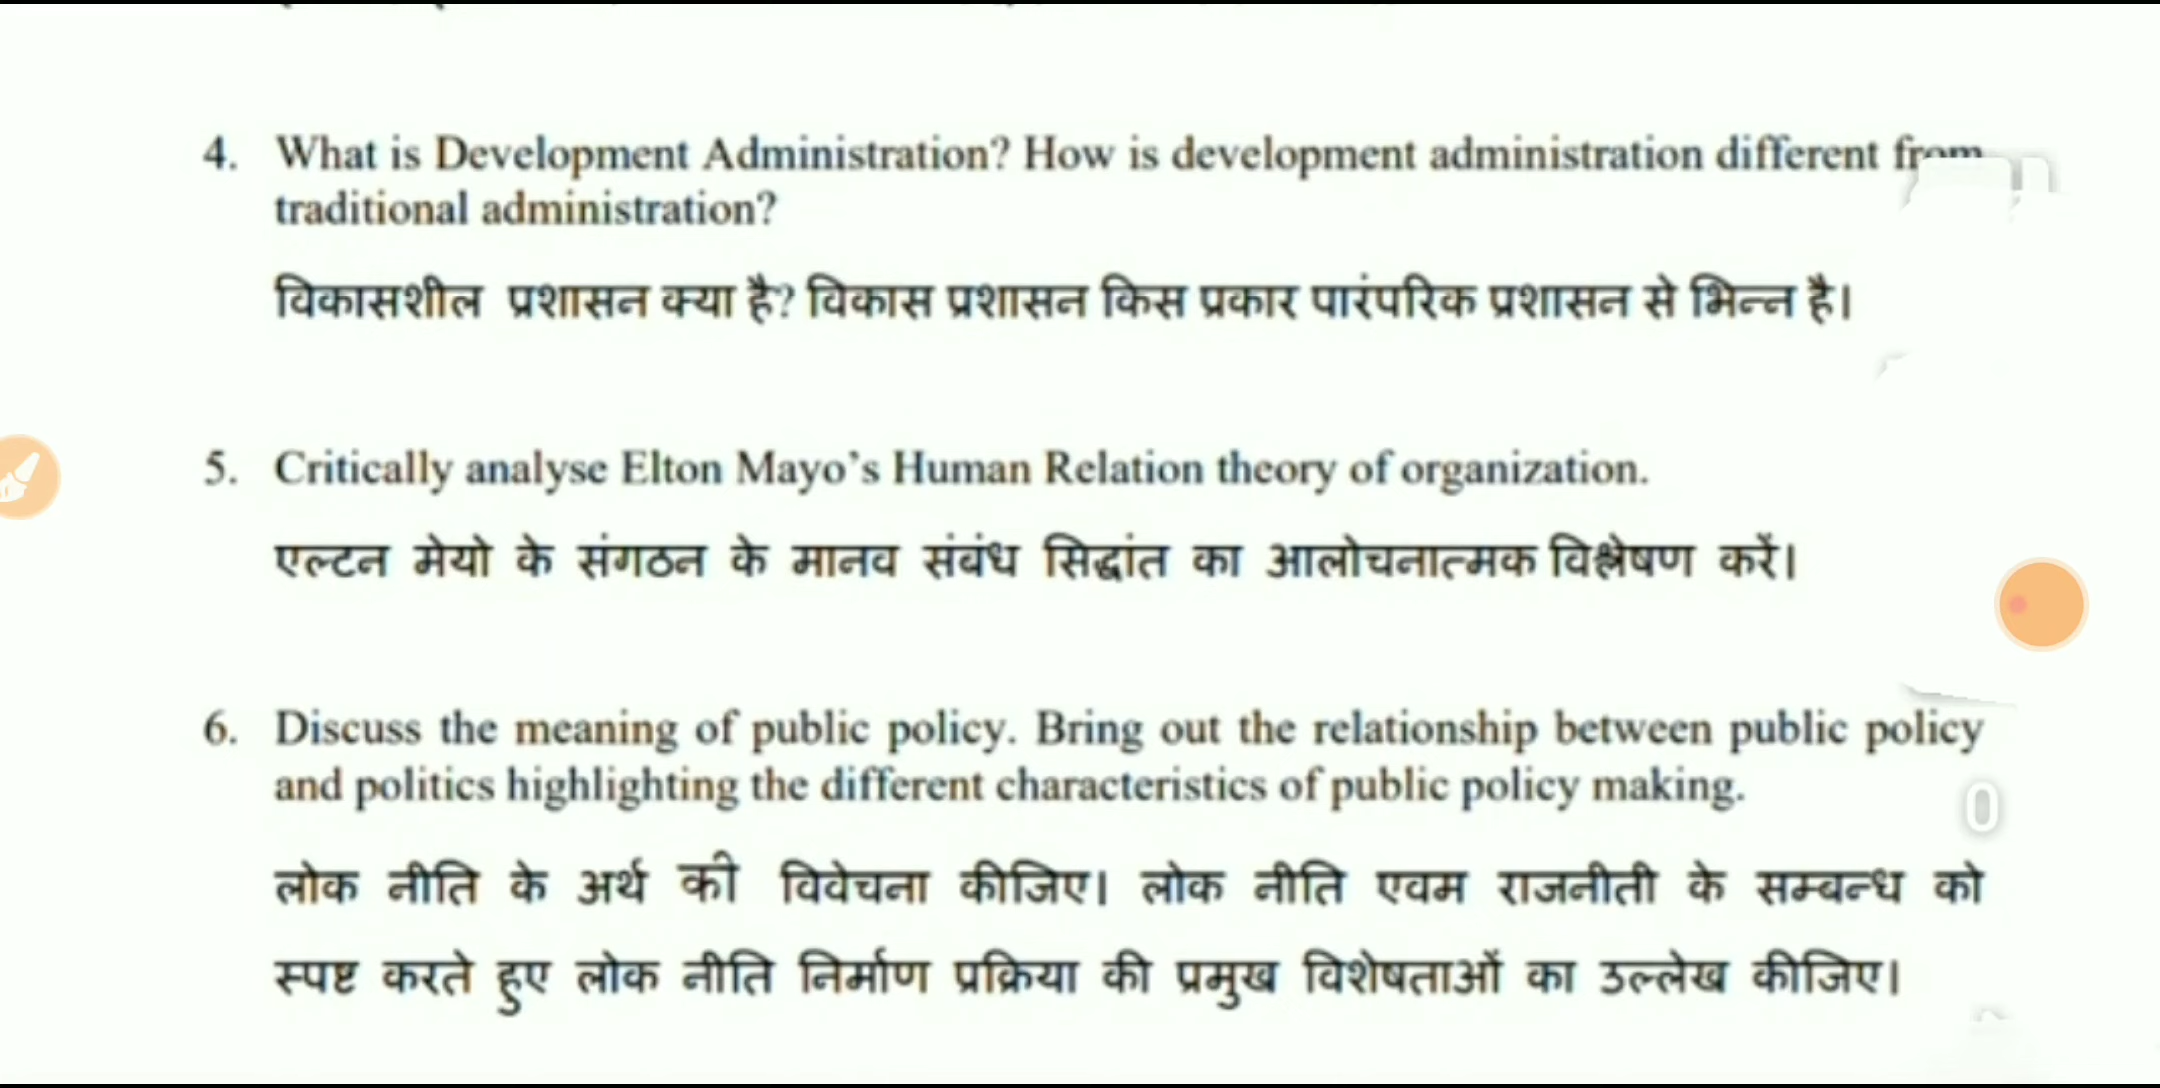 4. What is Development Administration? How is development administration different from
traditional administration?
विकासशील प्रशासन क्या है? विकास प्रशासन किस प्रकार पारंपरिक प्रशासन से भिन्न है।
5. Critically analyse Elton Mayo’s Human Relation theory of organization.
एल्टन मेयो के संगठन के मानव संबंध सिद्धांत का आलोचनात्मक विश्लेषण करें।
6. Discuss the meaning of public policy. Bring out the relationship between public policy
and politics highlighting the different characteristics of public policy making.
0
लोक नीति के अर्थ की विवेचना कीजिए। लोक नीति एवम राजनीती के सम्बन्ध को
स्पष्ट करते हुए लोक नीति निर्माण प्रक्रिया की प्रमुख विशेषताओं का उल्लेख कीजिए।